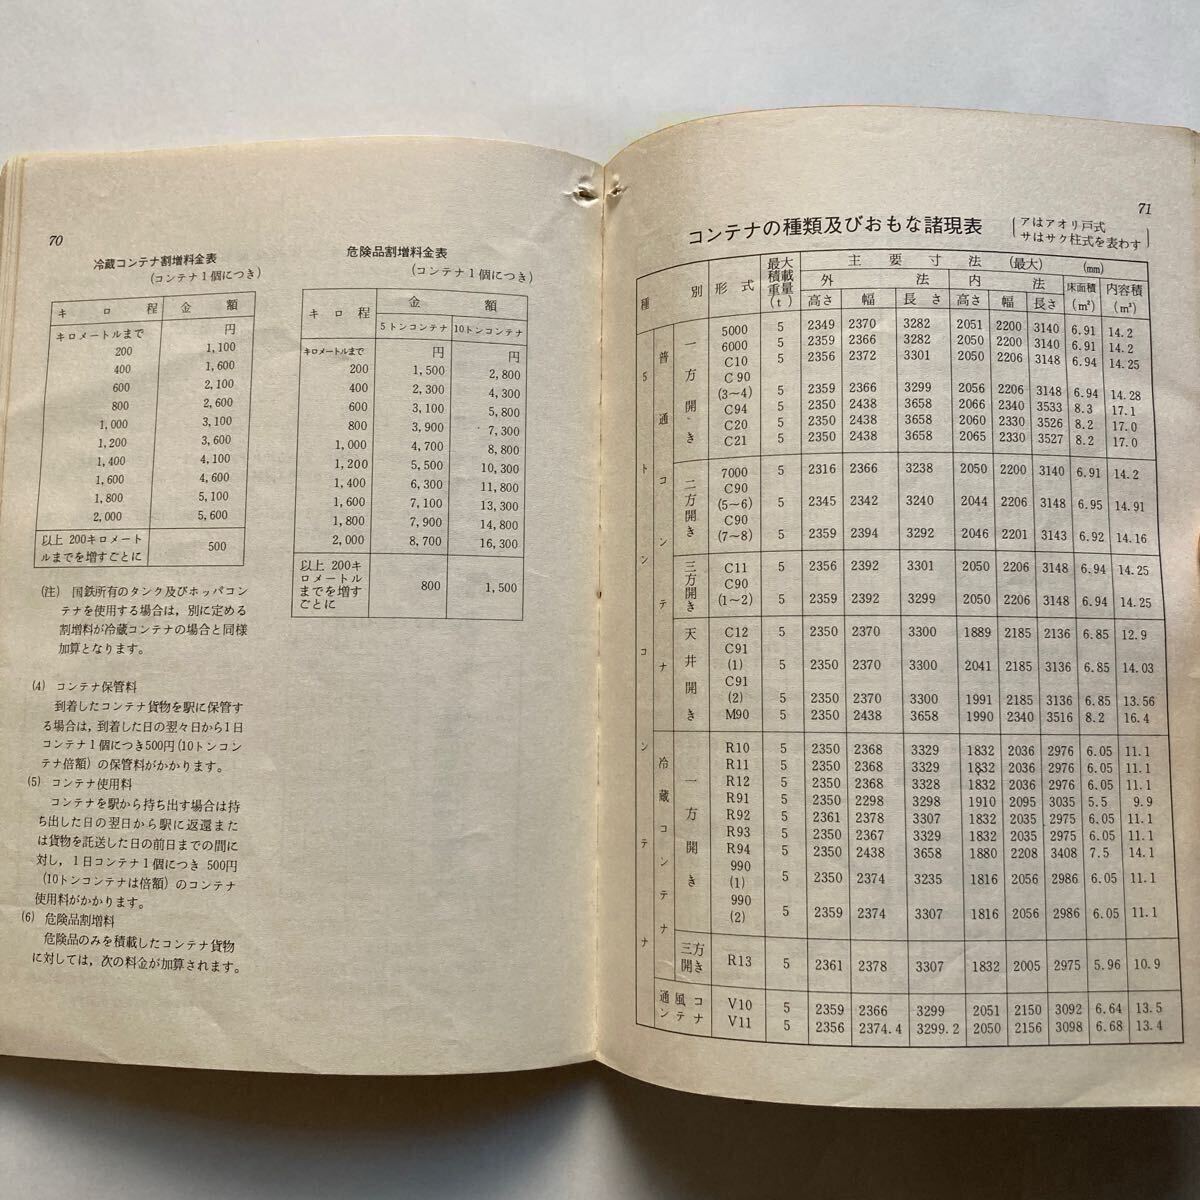 70
冷蔵コンテナ割増料金表
(コンテナ1個につき)
キロ程 金額
キロメートルまで 円
200 1,100
400 1,600
600 2,100
800 2,600
1,000 3,100
1,200 3,600
1,400 4,100
1,600 4,600
1,800 5,100
2,000 5,600
以上 200キロメート
ルまでを増すごとに 500
(注) 国鉄所有のタンク及びホッパコン
テナを使用する場合は,別に定める
割増料が冷蔵コンテナの場合と同様
加算となります。
(4) コンテナ保管料
到着したコンテナ貨物を駅に保管す
る場合は,到着した日の翌々日から1日
コンテナ1個につき500円(10トンコン
テナ倍額)の保管料がかかります。
(5) コンテナ使用料
コンテナを駅から持ち出す場合は持
ち出した日の翌日から駅に返還また
は貨物を託送した日の前日までの間に
対し,1日コンテナ1個につき 500円
(10トンコンテナは倍額)のコンテナ
使用料がかかります。
(6) 危険品割増料
危険品のみを積載したコンテナ貨物
に対しては,次の料金が加算されます。
危険品割増料金表
(コンテナ1個につき)
キロ程 金額
5トンコンテナ 10トンコンテナ
キロメートルまで 円 円
200 1,500 2,800
400 2,300 4,300
600 3,100 5,800
800 3,900 7,300
1,000 4,700 8,800
1,200 5,500 10,300
1,400 6,300 11,800
1,600 7,100 13,300
1,800 7,900 14,800
2,000 8,700 16,300
以上 200キ
ロメートル
までを増す
ごとに 800 1,500
71
コンテナの種類及びおもな諸現表
アはアオリ戸式
サはサク柱式を表わす
種別 形式 最大積載重量(t) 主要寸法(最大) (mm)
外法 内法 床面積(m²) 内容積(m³)
高さ 幅 長さ 高さ 幅 長さ
5トンコンテナ
普通コンテナ
一方開き
5000 5 2349 2370 3282 2051 2200 3140 6.91 14.2
6000 5 2359 2366 3282 2050 2200 3140 6.91 14.2
C10 5 2356 2372 3301 2050 2206 3148 6.94 14.25
C90
(3~4) 5 2359 2366 3299 2056 2206 3148 6.94 14.28
C94 5 2350 2438 3658 2066 2340 3533 8.3 17.1
C20 5 2350 2438 3658 2060 2330 3526 8.2 17.0
C21 5 2350 2438 3658 2065 2330 3527 8.2 17.0
二方開き
7000 5 2316 2366 3238 2050 2200 3140 6.91 14.2
C90
(5~6) 5 2345 2342 3240 2044 2206 3148 6.95 14.91
C90
(7~8) 5 2359 2394 3292 2046 2201 3143 6.92 14.16
三方開き
C11 5 2356 2392 3301 2050 2206 3148 6.94 14.25
C90
(1~2) 5 2359 2392 3299 2050 2206 3148 6.94 14.25
天井開き
C12 5 2350 2370 3300 1889 2185 2136 6.85 12.9
C91
(1) 5 2350 2370 3300 2041 2185 3136 6.85 14.03
C91
(2) 5 2350 2370 3300 1991 2185 3136 6.85 13.56
M90 5 2350 2438 3658 1990 2340 3516 8.2 16.4
冷蔵コンテナ
一方開き
R10 5 2350 2368 3329 1832 2036 2976 6.05 11.1
R11 5 2350 2368 3329 1832 2036 2976 6.05 11.1
R12 5 2350 2368 3328 1832 2036 2976 6.05 11.1
R91 5 2350 2298 3298 1910 2095 3035 5.5 9.9
R92 5 2361 2378 3307 1832 2035 2975 6.05 11.1
R93 5 2350 2367 3329 1832 2035 2975 6.05 11.1
R94 5 2350 2438 3658 1880 2208 3408 7.5 14.1
990
(1) 5 2350 2374 3235 1816 2056 2986 6.05 11.1
990
(2) 5 2359 2374 3307 1816 2056 2986 6.05 11.1
三方開き
R13 5 2361 2378 3307 1832 2005 2975 5.96 10.9
通風コンテナ
V10 5 2359 2366 3299 2051 2150 3092 6.64 13.5
V11 5 2356 2374.4 3299.2 2050 2156 3098 6.68 13.4